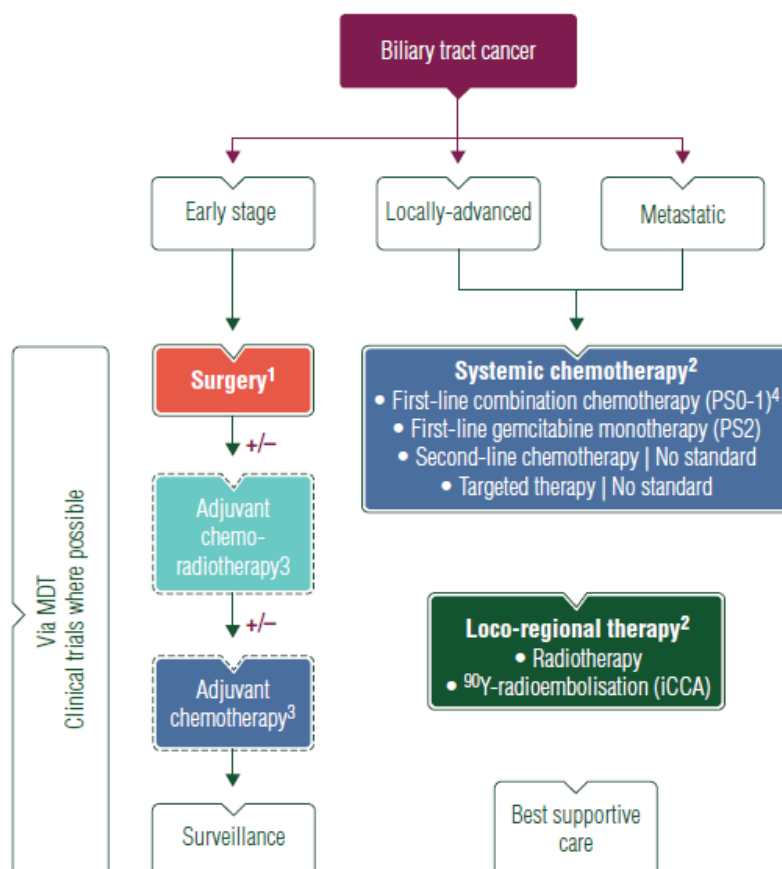 Biliary tract cancer
Early stage
Locally-advanced
Metastatic
Via MDT
Clinical trials where possible
Surgery¹
+/–
Adjuvant
chemo-
radiotherapy3
+/–
Adjuvant
chemotherapy³
Surveillance
Systemic chemotherapy²
• First-line combination chemotherapy (PS0-1)⁴
• First-line gemcitabine monotherapy (PS2)
• Second-line chemotherapy | No standard
• Targeted therapy | No standard
Loco-regional therapy²
• Radiotherapy
• ⁹⁰Y-radioembolisation (iCCA)
Best supportive
care